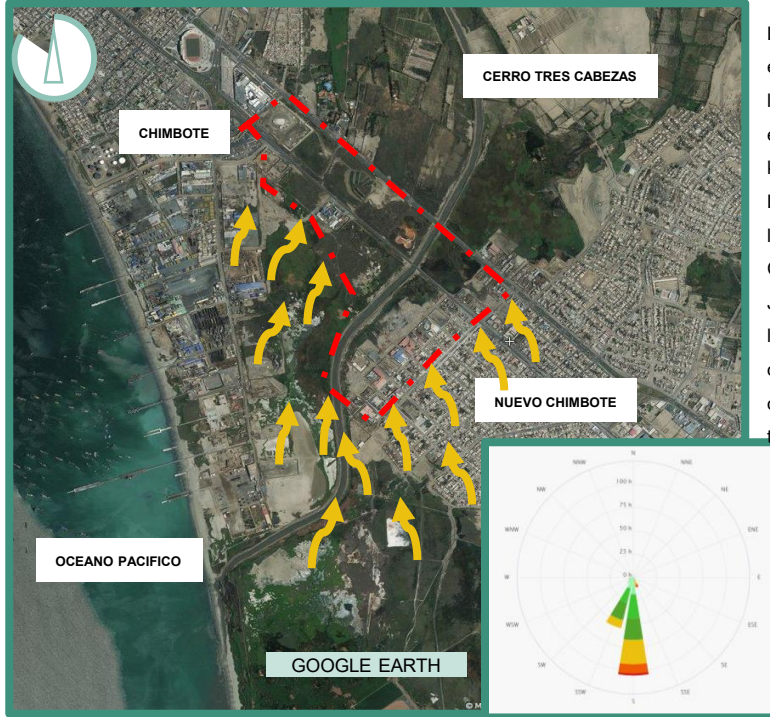 CERRO TRES CABEZAS
CHIMBOTE
NUEVO CHIMBOTE
OCEANO PACIFICO
GOOGLE EARTH
N
NNW
NNE
NW
NE
100 h
75 h
WNW
ENE
50 h
25 h
0 h
W
E
WSW
ESE
SW
SE
SSW
SSE
S